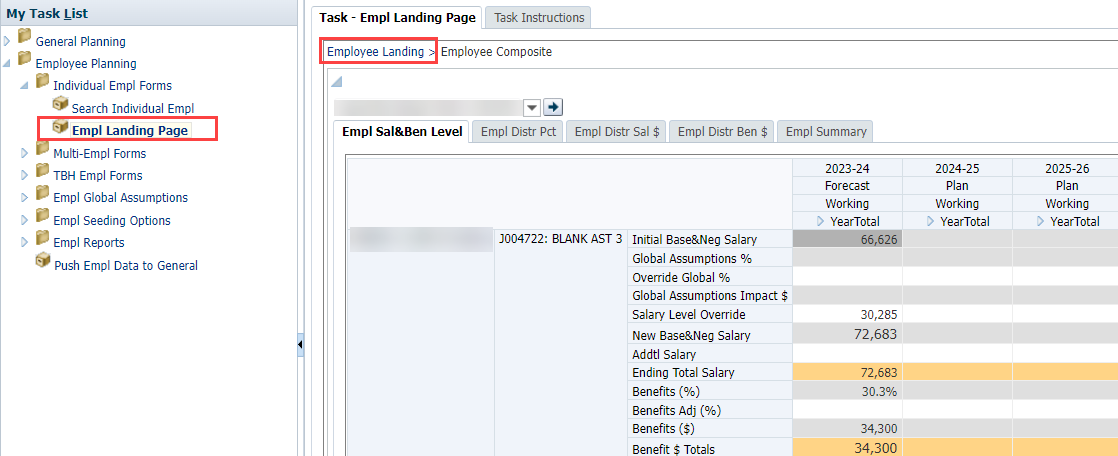 My Task List
General Planning
Employee Planning
Individual Empl Forms
Search Individual Empl
Empl Landing Page
Multi-Empl Forms
TBH Empl Forms
Empl Global Assumptions
Empl Seeding Options
Empl Reports
Push Empl Data to General
Task - Empl Landing Page Task Instructions
Employee Landing > Employee Composite
Empl Sal&Ben Level Empl Distr Pct Empl Distr Sal $ Empl Distr Ben $ Empl Summary
2023-24 2024-25 2025-26
Forecast Plan Plan
Working Working Working
YearTotal YearTotal YearTotal
J004722: BLANK AST 3 Initial Base&Neg Salary 66,626
Global Assumptions %
Override Global %
Global Assumptions Impact $
Salary Level Override 30,285
New Base&Neg Salary 72,683
Addtl Salary
Ending Total Salary 72,683
Benefits (%) 30.3%
Benefits Adj (%)
Benefits ($) 34,300
Benefit $ Totals 34,300